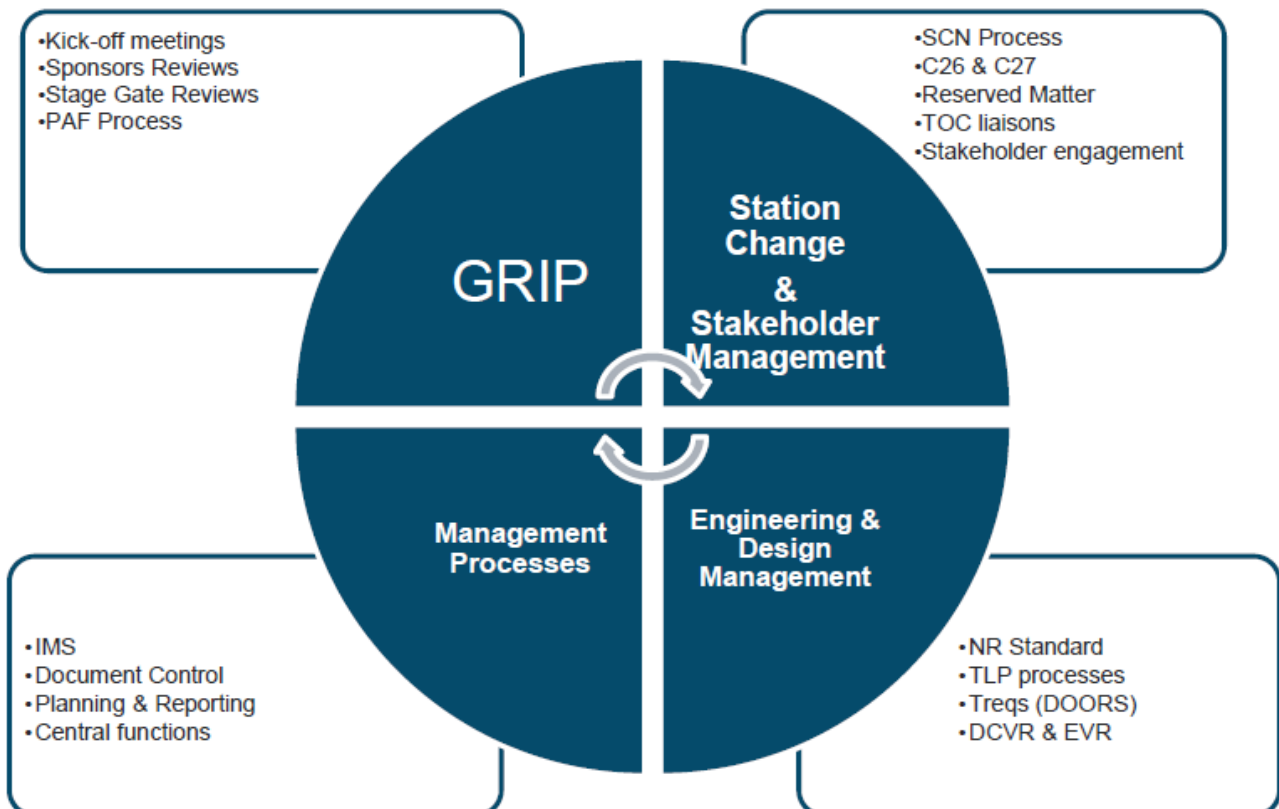 •Kick-off meetings
•Sponsors Reviews
•Stage Gate Reviews
•PAF Process
•SCN Process
•C26 & C27
•Reserved Matter
•TOC liaisons
•Stakeholder engagement
GRIP
Station
Change
&
Stakeholder
Management
Management
Processes
Engineering &
Design
Management
•IMS
•Document Control
•Planning & Reporting
•Central functions
•NR Standard
•TLP processes
•Treqs (DOORS)
•DCVR & EVR